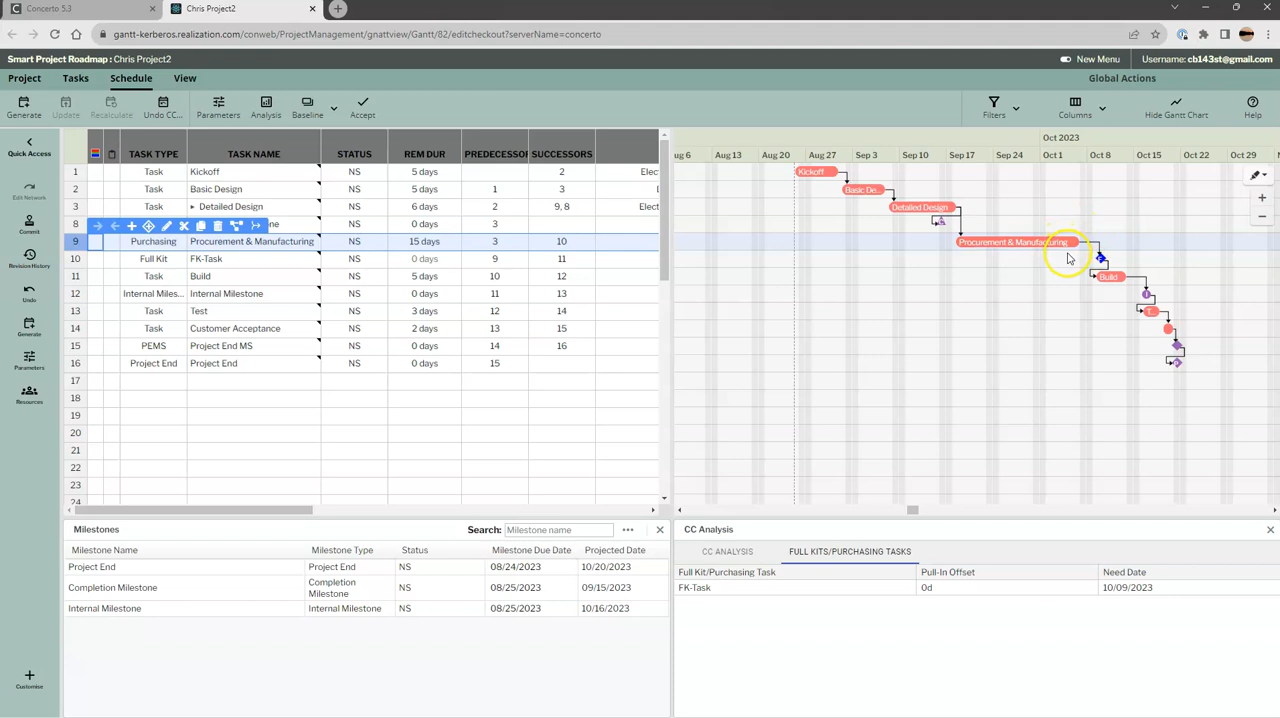 Concerto 5.3
Chris Project2
gantt-kerberos.realization.com/conweb/ProjectManagement/gnattview/Gantt/82/editcheckout?serverName=concerto
Smart Project Roadmap: Chris Project2
New Menu
Username: cb143st@gmail.com
Project
Tasks
Schedule
View
Global Actions
Generate
Update
Recalculate
Undo CC...
Parameters
Analysis
Baseline
Accept
Filters
Columns
Hide Gantt Chart
Help
Quick Access
Edit Network
Commit
Revision History
Undo
Generate
Parameters
Resources
Customise
TASK TYPE TASK NAME STATUS REM DUR PREDECESSOR SUCCESSORS
1 Task Kickoff NS 5 days 2 Elect
2 Task Basic Design NS 5 days 1 3
3 Task Detailed Design NS 6 days 2 9, 8 Elect
8 NS 0 days 3
9 Purchasing Procurement & Manufacturing NS 15 days 3 10
10 Full Kit FK-Task NS 0 days 9 11
11 Task Build NS 5 days 10 12
12 Internal Miles... Internal Milestone NS 0 days 11 13
13 Task Test NS 3 days 12 14
14 Task Customer Acceptance NS 2 days 13 15
15 PEMS Project End MS NS 0 days 14 16
16 Project End Project End NS 0 days 15
17
18
19
20
21
22
23
24
Oct 2023
ug 6 Aug 13 Aug 20 Aug 27 Sep 3 Sep 10 Sep 17 Sep 24 Oct 1 Oct 8 Oct 15 Oct 22 Oct 29
Kickoff
Basic De...
Detailed Design
Procurement & Manufacturing
Build
T...
Milestones
Search: Milestone name
Milestone Name Milestone Type Status Milestone Due Date Projected Date
Project End Project End NS 08/24/2023 10/20/2023
Completion Milestone Completion Milestone NS 08/25/2023 09/15/2023
Internal Milestone Internal Milestone NS 08/25/2023 10/16/2023
CC Analysis
CC ANALYSIS FULL KITS/PURCHASING TASKS
Full Kit/Purchasing Task Pull-In Offset Need Date
FK-Task 0d 10/09/2023